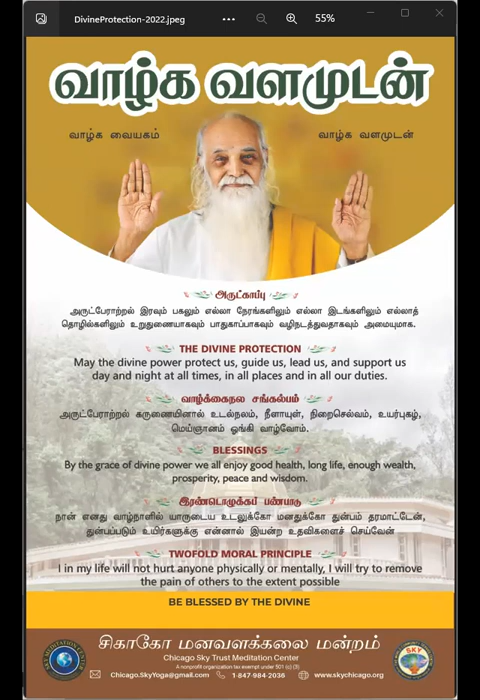 DivineProtection-2022.jpeg
55%
வாழ்க வளமுடன்
வாழ்க வையகம்
வாழ்க வளமுடன்
அருட்காப்பு
அருட்பேராற்றல் இரவும் பகலும் எல்லா நேரங்களிலும் எல்லா இடங்களிலும் எல்லாத்
தொழில்களிலும் உறுதுணையாகவும் பாதுகாப்பாகவும் வழிநடத்துவதாகவும் அமையுமாக.
THE DIVINE PROTECTION
May the divine power protect us, guide us, lead us, and support us
day and night at all times, in all places and in all our duties.
வாழ்க்கைநல சங்கல்பம்
அருட்பேராற்றல் கருணையினால் உடல்நலம், நீளாயுள், நிறைசெல்வம், உயர்புகழ்,
மெய்ஞானம் ஓங்கி வாழ்வோம்.
BLESSINGS
By the grace of divine power we all enjoy good health, long life, enough wealth,
prosperity, peace and wisdom.
இரண்டொழுக்கப் பண்பாடு
நான் எனது வாழ்நாளில் யாருடைய உடலுக்கோ மனதுக்கோ துன்பம் தரமாட்டேன்,
துன்பப்படும் உயிர்களுக்கு என்னால் இயன்ற உதவிகளைச் செய்வேன்
TWOFOLD MORAL PRINCIPLE
I in my life will not hurt anyone physically or mentally, I will try to remove
the pain of others to the extent possible
BE BLESSED BY THE DIVINE
சிகாகோ மனவளக்கலை மன்றம்
Chicago Sky Trust Meditation Center
A nonprofit organization tax exempt under 501 (c) (3)
Chicago.SkyYoga@gmail.com
1-847 984-2036
www.skychicago.org
SKY